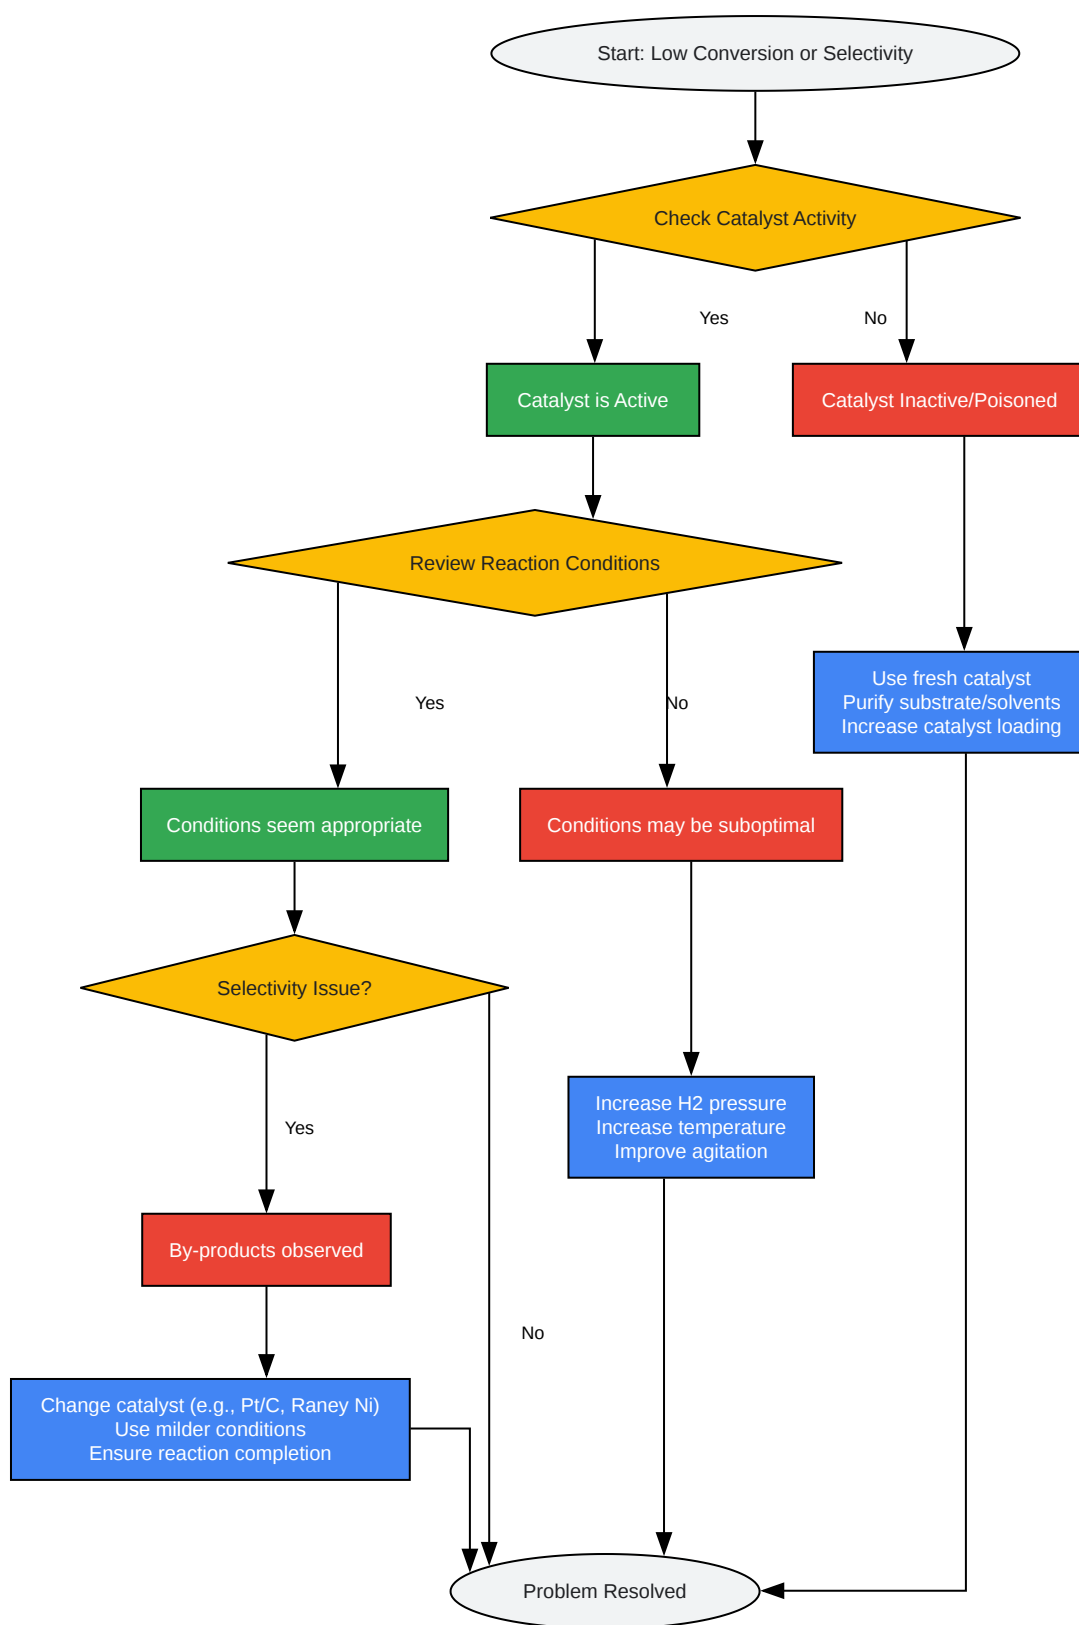 Start: Low Conversion or Selectivity
Check Catalyst Activity
Yes
No
Catalyst is Active
Catalyst Inactive/Poisoned
Review Reaction Conditions
Use fresh catalyst
Purify substrate/solvents
Increase catalyst loading
Yes
No
Conditions seem appropriate
Conditions may be suboptimal
Selectivity Issue?
Increase H2 pressure
Increase temperature
Improve agitation
Yes
By-products observed
No
Change catalyst (e.g., Pt/C, Raney Ni)
Use milder conditions
Ensure reaction completion
Problem Resolved